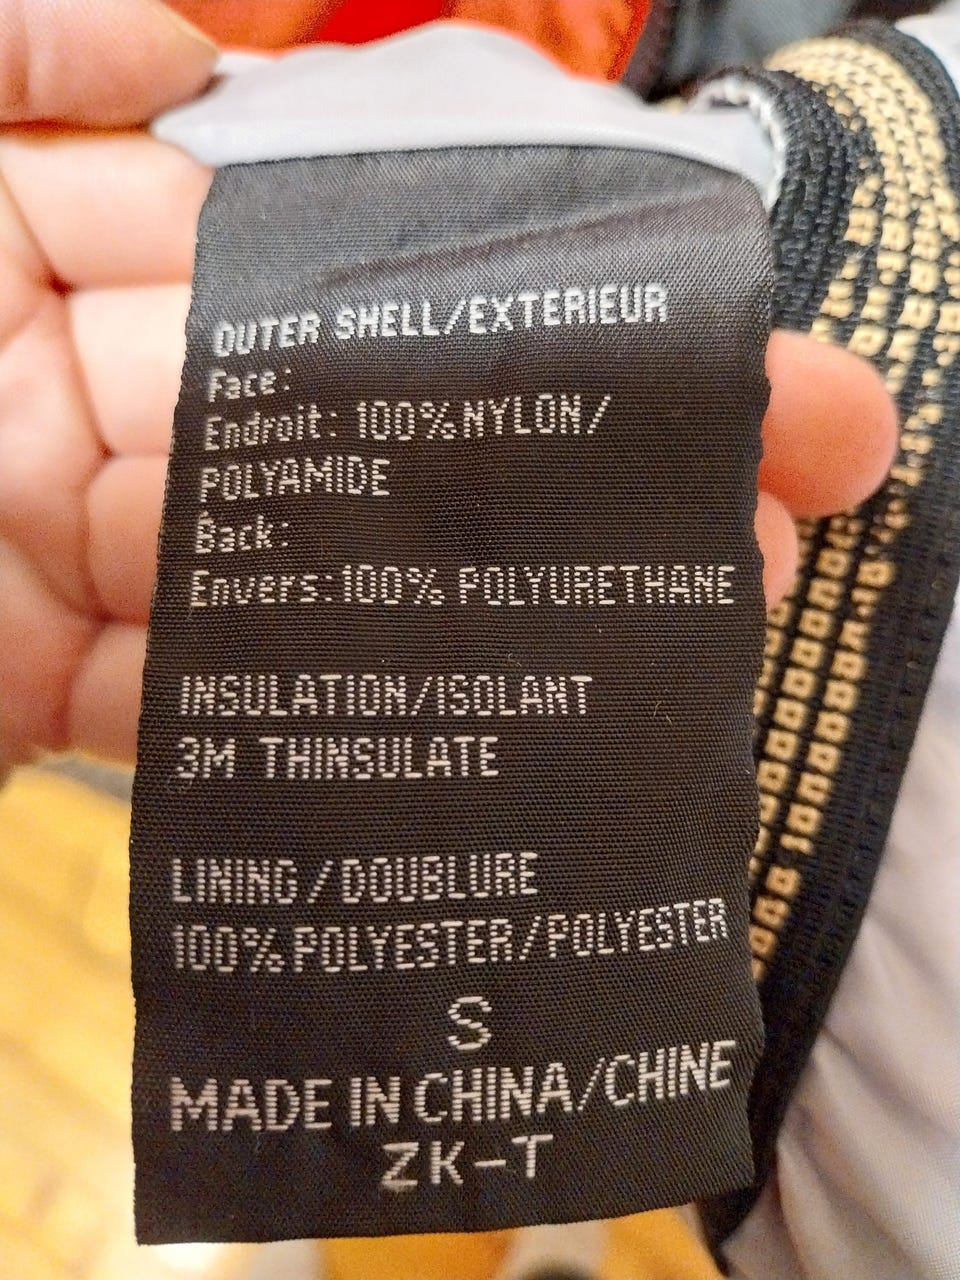 OUTER SHELL/EXTERIEUR
Face:
Endroit: 100% NYLON/
POLYAMIDE
Back:
Envers: 100% POLYURETHANE
INSULATION/ISOLANT
3M THINSULATE
LINING/DOUBLURE
100% POLYESTER/POLYESTER
S
MADE IN CHINA/CHINE
ZK-T